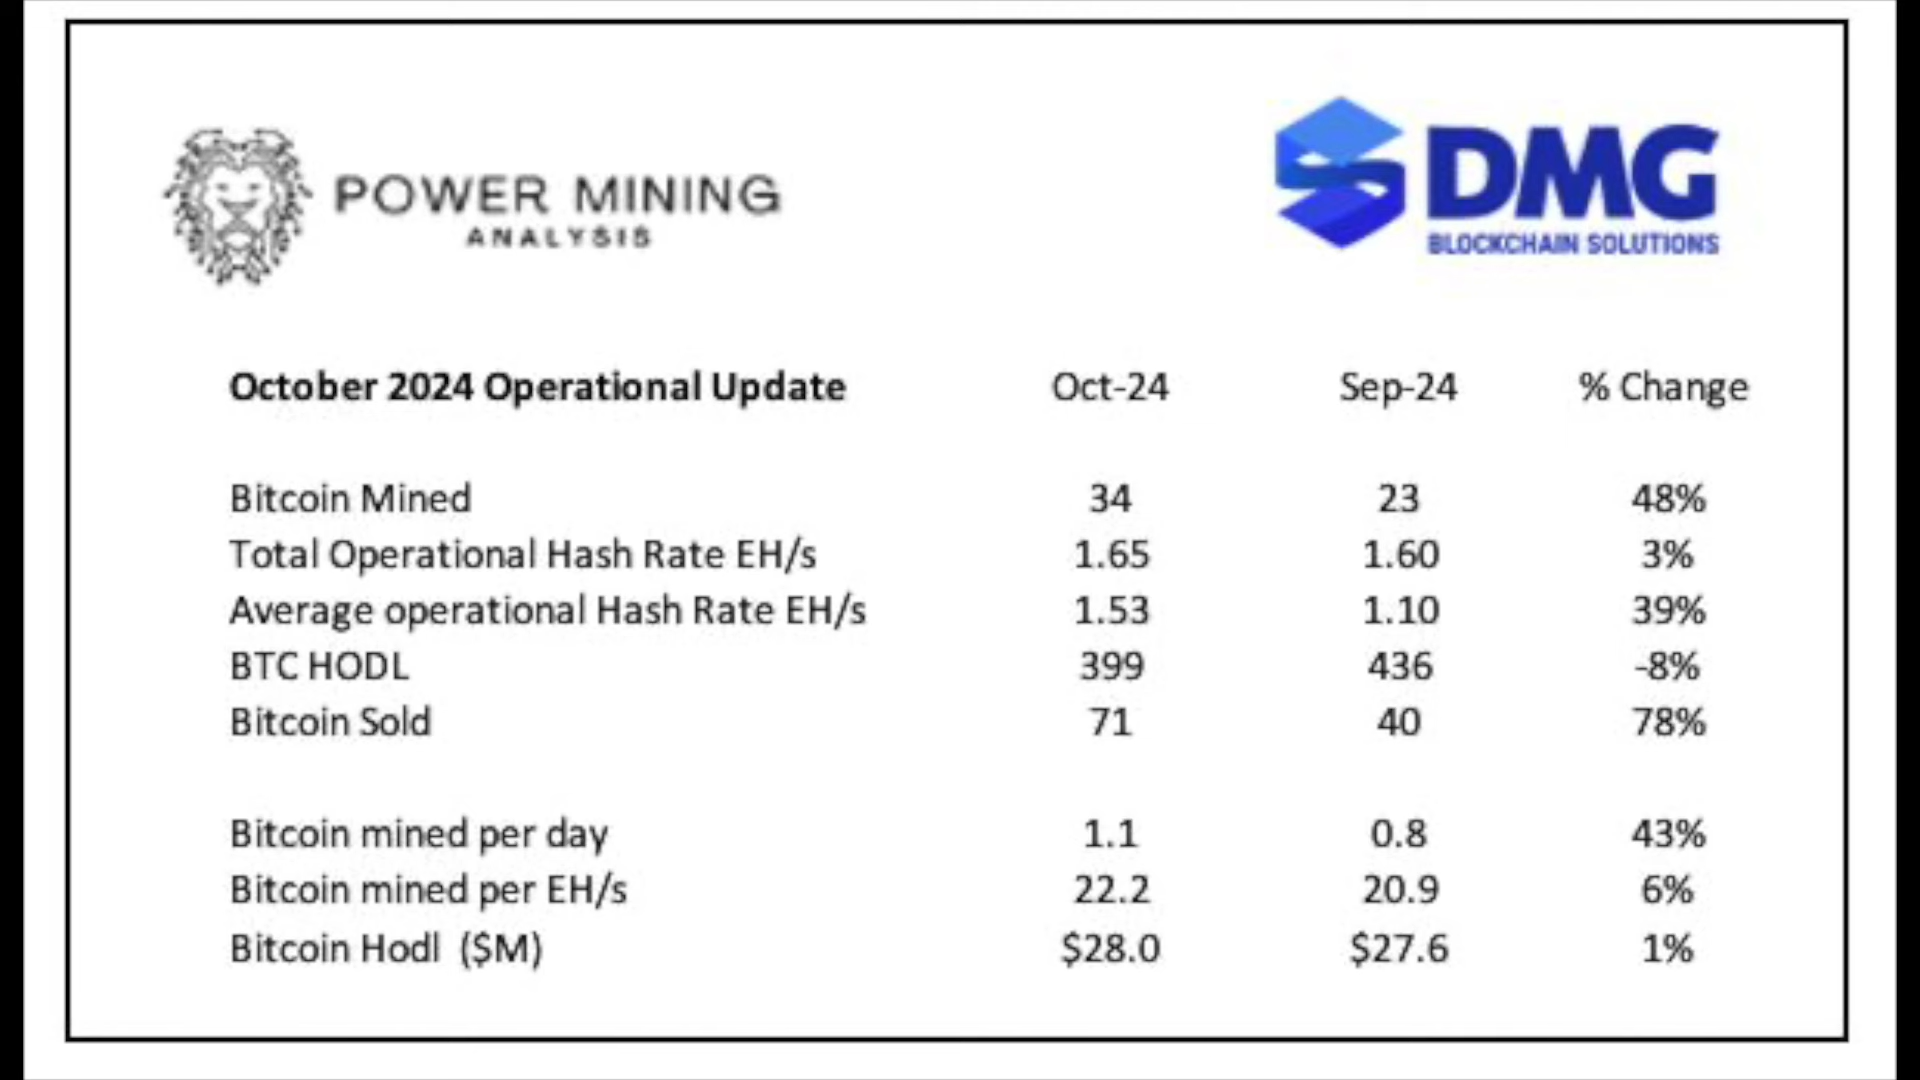 POWER MINING
ANALYSIS
DMG
BLOCKCHAIN SOLUTIONS
October 2024 Operational Update Oct-24 Sep-24 % Change
Bitcoin Mined 34 23 48%
Total Operational Hash Rate EH/s 1.65 1.60 3%
Average operational Hash Rate EH/s 1.53 1.10 39%
BTC HODL 399 436 -8%
Bitcoin Sold 71 40 78%
Bitcoin mined per day 1.1 0.8 43%
Bitcoin mined per EH/s 22.2 20.9 6%
Bitcoin Hodl ($M) $28.0 $27.6 1%